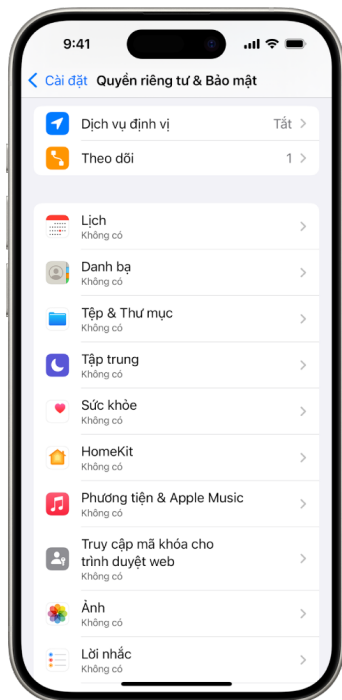 9:41
Cài đặt Quyền riêng tư & Bảo mật
Dịch vụ định vị Tắt
Theo dõi 1
Lịch
Không có
Danh bạ
Không có
Tệp & Thư mục
Không có
Tập trung
Không có
Sức khỏe
Không có
HomeKit
Không có
Phương tiện & Apple Music
Không có
Truy cập mã khóa cho
trình duyệt web
Không có
Ảnh
Không có
Lời nhắc
Không có